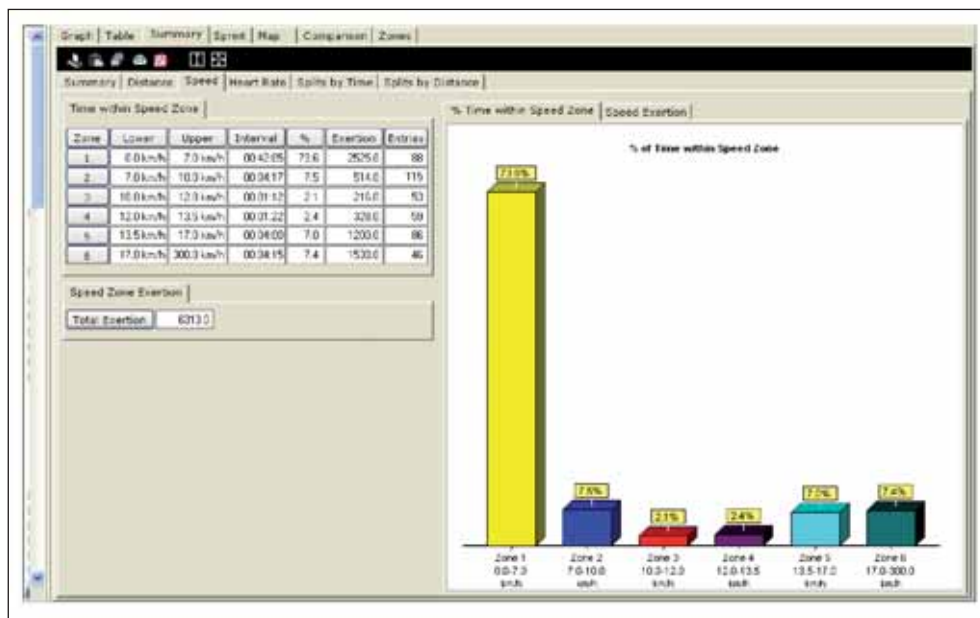 Graph Table Summary Sprint Map Comparison Zones
Summary Distance Speed Heart Rate Splits by Time Splits by Distance
Time within Speed Zone
Zone Lower Upper Interval % Exertion Entries
1 0.0 km/h 7.0 km/h 00:42:05 73.6 2525.0 88
2 7.0 km/h 10.0 km/h 00:04:17 7.5 514.0 115
3 10.0 km/h 12.0 km/h 00:01:12 2.1 216.0 53
4 12.0 km/h 13.5 km/h 00:01:22 2.4 328.0 59
5 13.5 km/h 17.0 km/h 00:04:00 7.0 1200.0 86
6 17.0 km/h 300.0 km/h 00:04:15 7.4 1530.0 46
Speed Zone Exertion
Total Exertion 6313.0
% Time within Speed Zone Speed Exertion
% of Time within Speed Zone
7.5% 2.1% 2.4% 7.0% 7.4%
Zone 1 Zone 2 Zone 3 Zone 4 Zone 5 Zone 6
0.0-7.0 7.0-10.0 10.0-12.0 12.0-13.5 13.5-17.0 17.0-300.0
km/h km/h km/h km/h km/h km/h